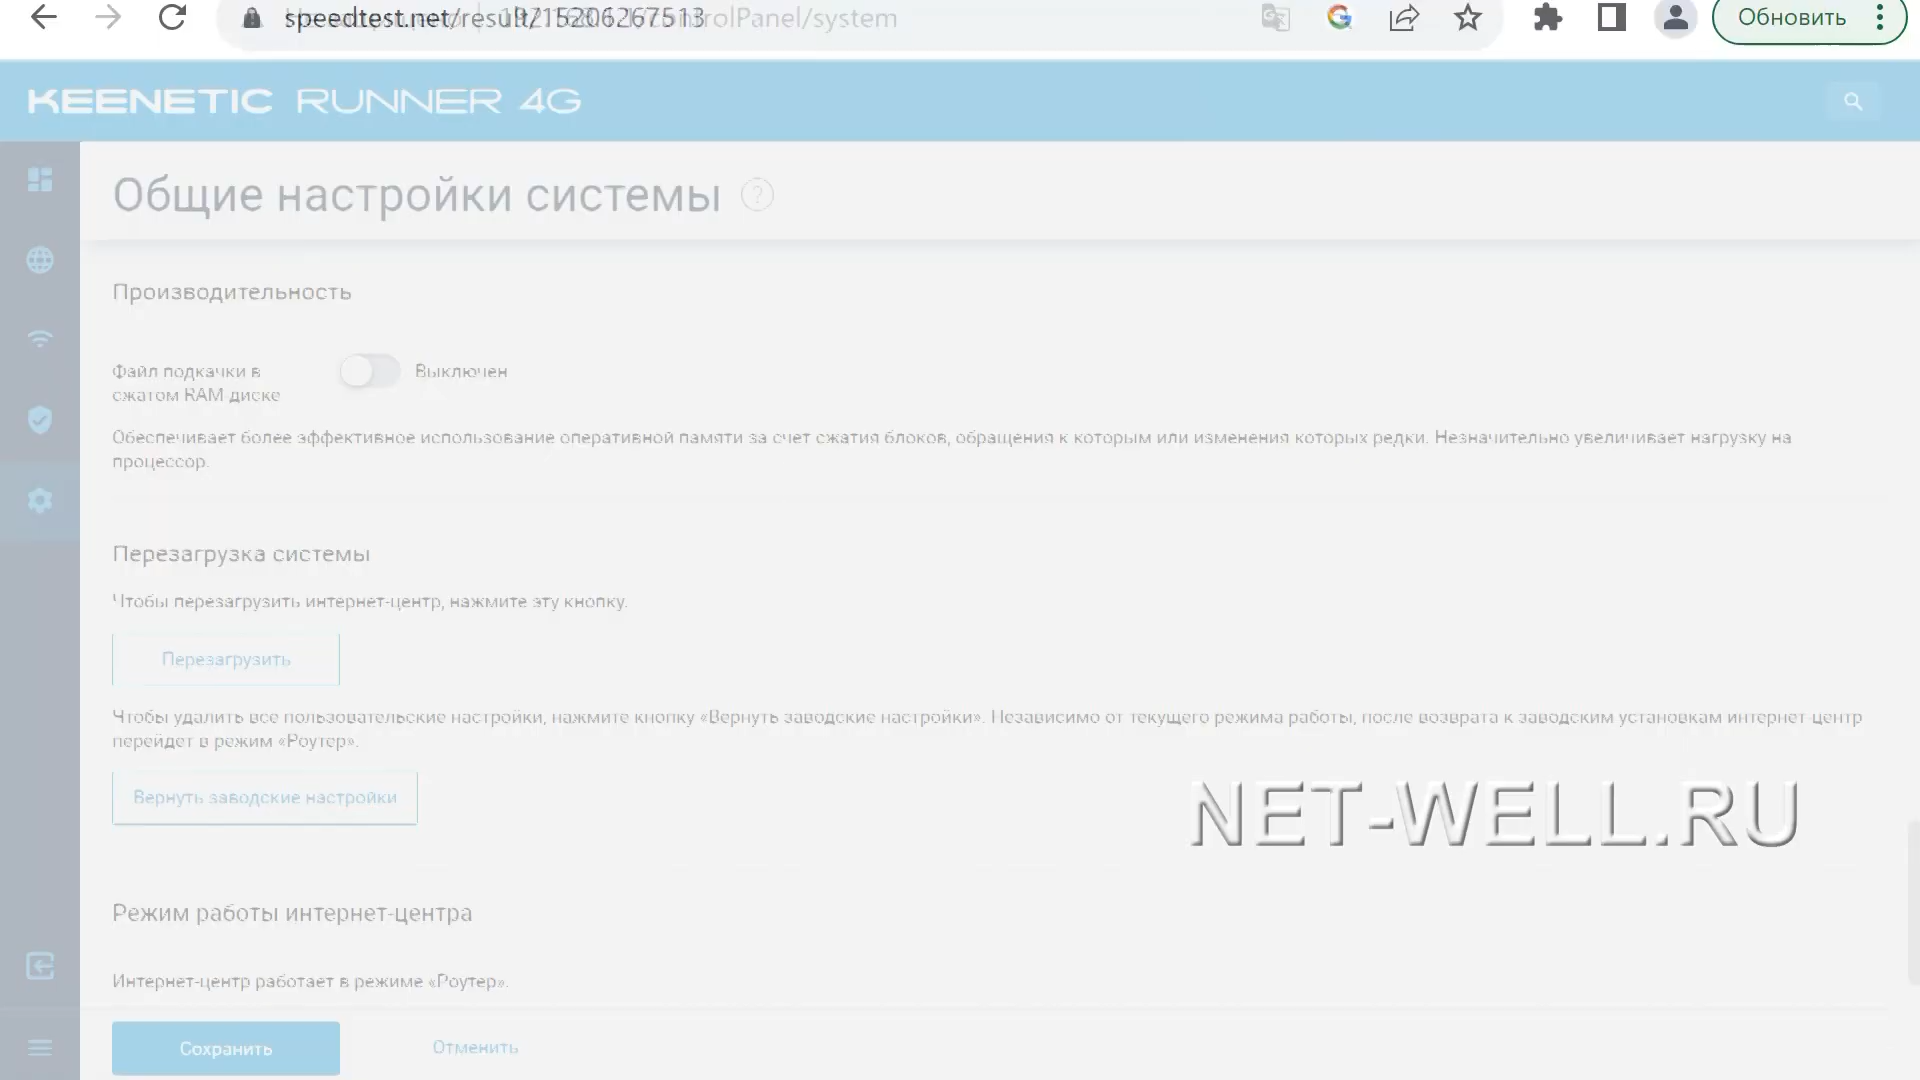 speedtest.net/result/15206267513
controlPanel/system
Обновить
KEENETIC RUNNER 4G
Общие настройки системы ?
Производительность
Файл подкачки в
сжатом RAM-диске
Выключен
Обеспечивает более эффективное использование оперативной памяти за счет сжатия блоков, обращения к которым или изменения которых редки. Незначительно увеличивает нагрузку на
процессор.
Перезагрузка системы
Чтобы перезагрузить интернет-центр, нажмите эту кнопку.
Перезагрузить
Чтобы удалить все пользовательские настройки, нажмите кнопку «Вернуть заводские настройки». Независимо от текущего режима работы, после возврата к заводским установкам интернет-центр
перейдет в режим «Роутер».
Вернуть заводские настройки
NET-WELL.RU
Режим работы интернет-центра
Интернет-центр работает в режиме «Роутер».
Сохранить
Отменить